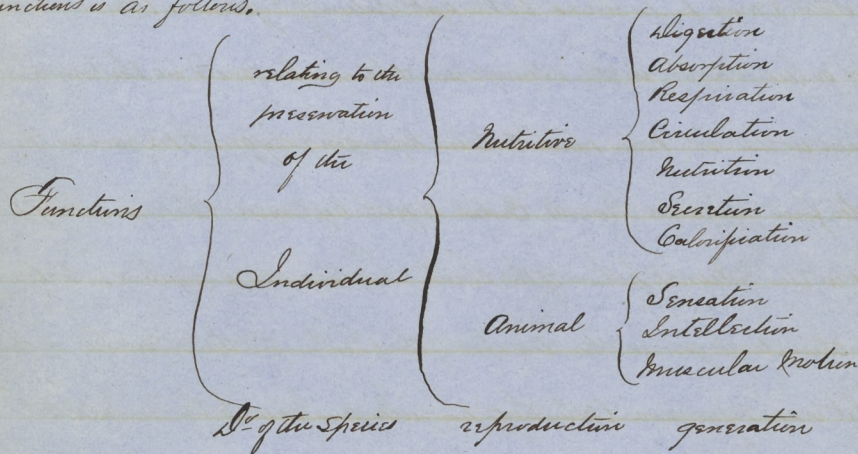 functions is as follows.
Functions
relating to the
preservation
of the
Individual
Nutritive
Digestion
Absorption
Respiration
Circulation
Nutrition
Secretion
Calorification
Animal
Sensation
Intellection
Muscular Motion
Do of the Species reproduction generation